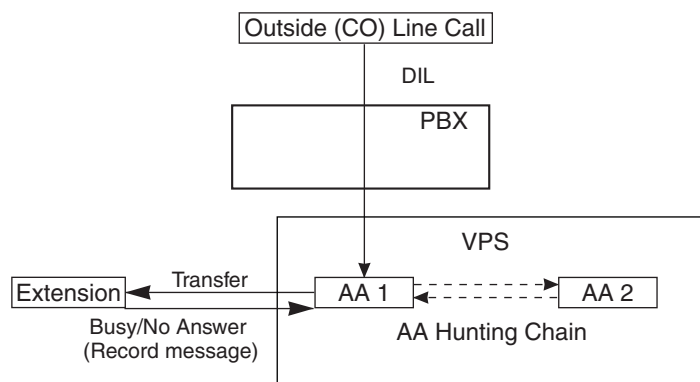 Outside (CO) Line Call
DIL
PBX
VPS
Extension
Transfer
AA 1
AA 2
Busy/No Answer
(Record message)
AA Hunting Chain